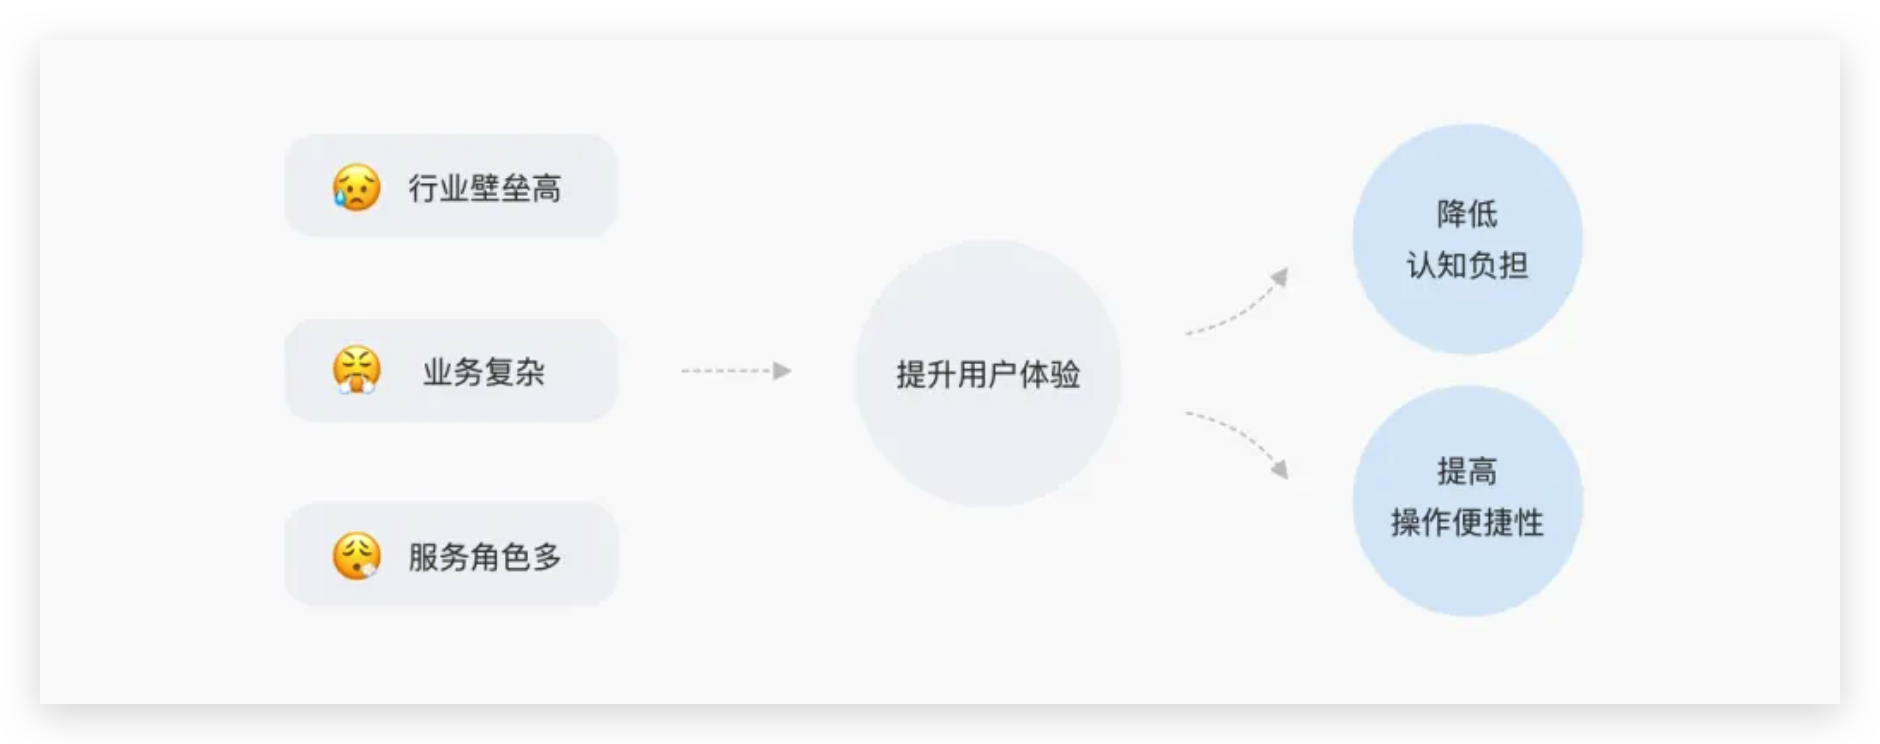 行业壁垒高
业务复杂
服务角色多
提升用户体验
降低
认知负担
提高
操作便捷性